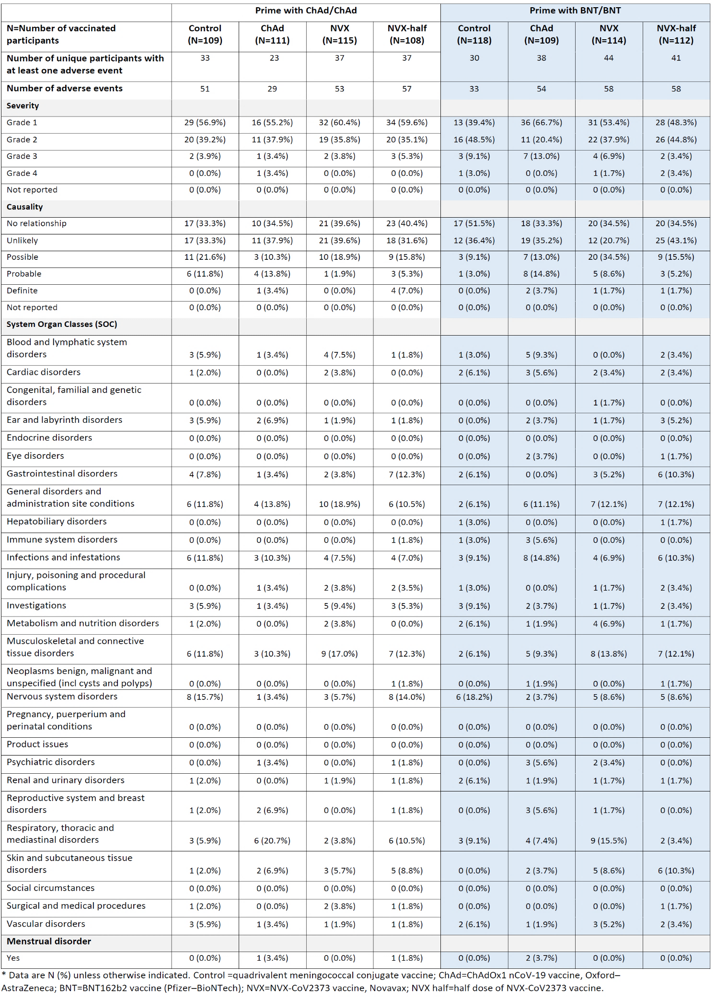 Prime with ChAd/ChAd Prime with BNT/BNT
N=Number of vaccinated Control ChAd NVX NVX-half Control ChAd NVX NVX-half
participants (N=109) (N=111) (N=115) (N=108) (N=118) (N=109) (N=114) (N=112)
Number of unique participants with 33 23 37 37 30 38 44 41
at least one adverse event
Number of adverse events 51 29 53 57 33 54 58 58
Severity
Grade 1 29 (56.9%) 16 (55.2%) 32 (60.4%) 34 (59.6%) 13 (39.4%) 36 (66.7%) 31 (53.4%) 28 (48.3%)
Grade 2 20 (39.2%) 11 (37.9%) 19 (35.8%) 20 (35.1%) 16 (48.5%) 11 (20.4%) 22 (37.9%) 26 (44.8%)
Grade 3 2 (3.9%) 1 (3.4%) 2 (3.8%) 3 (5.3%) 3 (9.1%) 7 (13.0%) 4 (6.9%) 2 (3.4%)
Grade 4 0 (0.0%) 1 (3.4%) 0 (0.0%) 0 (0.0%) 1 (3.0%) 0 (0.0%) 1 (1.7%) 2 (3.4%)
Not reported 0 (0.0%) 0 (0.0%) 0 (0.0%) 0 (0.0%) 0 (0.0%) 0 (0.0%) 0 (0.0%) 0 (0.0%)
Causality
No relationship 17 (33.3%) 10 (34.5%) 21 (39.6%) 23 (40.4%) 17 (51.5%) 18 (33.3%) 20 (34.5%) 20 (34.5%)
Unlikely 17 (33.3%) 11 (37.9%) 21 (39.6%) 18 (31.6%) 12 (36.4%) 19 (35.2%) 12 (20.7%) 25 (43.1%)
Possible 11 (21.6%) 3 (10.3%) 10 (18.9%) 9 (15.8%) 3 (9.1%) 7 (13.0%) 20 (34.5%) 9 (15.5%)
Probable 6 (11.8%) 4 (13.8%) 1 (1.9%) 3 (5.3%) 1 (3.0%) 8 (14.8%) 5 (8.6%) 3 (5.2%)
Definite 0 (0.0%) 1 (3.4%) 0 (0.0%) 4 (7.0%) 0 (0.0%) 2 (3.7%) 1 (1.7%) 1 (1.7%)
Not reported 0 (0.0%) 0 (0.0%) 0 (0.0%) 0 (0.0%) 0 (0.0%) 0 (0.0%) 0 (0.0%) 0 (0.0%)
System Organ Classes (SOC)
Blood and lymphatic system
disorders 3 (5.9%) 1 (3.4%) 4 (7.5%) 1 (1.8%) 1 (3.0%) 5 (9.3%) 0 (0.0%) 2 (3.4%)
Cardiac disorders 1 (2.0%) 0 (0.0%) 2 (3.8%) 0 (0.0%) 2 (6.1%) 3 (5.6%) 2 (3.4%) 2 (3.4%)
Congenital, familial and genetic
disorders 0 (0.0%) 0 (0.0%) 0 (0.0%) 0 (0.0%) 0 (0.0%) 0 (0.0%) 1 (1.7%) 0 (0.0%)
Ear and labyrinth disorders 3 (5.9%) 2 (6.9%) 1 (1.9%) 1 (1.8%) 0 (0.0%) 2 (3.7%) 1 (1.7%) 3 (5.2%)
Endocrine disorders 0 (0.0%) 0 (0.0%) 0 (0.0%) 0 (0.0%) 0 (0.0%) 0 (0.0%) 0 (0.0%) 0 (0.0%)
Eye disorders 0 (0.0%) 0 (0.0%) 0 (0.0%) 0 (0.0%) 0 (0.0%) 2 (3.7%) 0 (0.0%) 1 (1.7%)
Gastrointestinal disorders 4 (7.8%) 1 (3.4%) 2 (3.8%) 7 (12.3%) 2 (6.1%) 0 (0.0%) 3 (5.2%) 6 (10.3%)
General disorders and
administration site conditions 6 (11.8%) 4 (13.8%) 10 (18.9%) 6 (10.5%) 2 (6.1%) 6 (11.1%) 7 (12.1%) 7 (12.1%)
Hepatobiliary disorders 0 (0.0%) 0 (0.0%) 0 (0.0%) 0 (0.0%) 1 (3.0%) 0 (0.0%) 0 (0.0%) 1 (1.7%)
Immune system disorders 0 (0.0%) 0 (0.0%) 0 (0.0%) 1 (1.8%) 1 (3.0%) 3 (5.6%) 0 (0.0%) 0 (0.0%)
Infections and infestations 6 (11.8%) 3 (10.3%) 4 (7.5%) 4 (7.0%) 3 (9.1%) 8 (14.8%) 4 (6.9%) 6 (10.3%)
Injury, poisoning and procedural
complications 0 (0.0%) 1 (3.4%) 2 (3.8%) 2 (3.5%) 1 (3.0%) 0 (0.0%) 1 (1.7%) 2 (3.4%)
Investigations 3 (5.9%) 1 (3.4%) 5 (9.4%) 3 (5.3%) 3 (9.1%) 2 (3.7%) 1 (1.7%) 2 (3.4%)
Metabolism and nutrition disorders 1 (2.0%) 0 (0.0%) 2 (3.8%) 0 (0.0%) 2 (6.1%) 1 (1.9%) 4 (6.9%) 1 (1.7%)
Musculoskeletal and connective
tissue disorders 6 (11.8%) 3 (10.3%) 9 (17.0%) 7 (12.3%) 2 (6.1%) 5 (9.3%) 8 (13.8%) 7 (12.1%)
Neoplasms benign, malignant and
unspecified (incl cysts and polyps) 0 (0.0%) 0 (0.0%) 0 (0.0%) 1 (1.8%) 0 (0.0%) 1 (1.9%) 0 (0.0%) 1 (1.7%)
Nervous system disorders 8 (15.7%) 1 (3.4%) 3 (5.7%) 8 (14.0%) 6 (18.2%) 2 (3.7%) 5 (8.6%) 5 (8.6%)
Pregnancy, puerperium and
perinatal conditions 0 (0.0%) 0 (0.0%) 0 (0.0%) 0 (0.0%) 0 (0.0%) 0 (0.0%) 0 (0.0%) 0 (0.0%)
Product issues 0 (0.0%) 0 (0.0%) 0 (0.0%) 0 (0.0%) 0 (0.0%) 0 (0.0%) 0 (0.0%) 0 (0.0%)
Psychiatric disorders 0 (0.0%) 1 (3.4%) 0 (0.0%) 1 (1.8%) 0 (0.0%) 3 (5.6%) 2 (3.4%) 0 (0.0%)
Renal and urinary disorders 1 (2.0%) 0 (0.0%) 1 (1.9%) 1 (1.8%) 2 (6.1%) 1 (1.9%) 1 (1.7%) 1 (1.7%)
Reproductive system and breast
disorders 1 (2.0%) 2 (6.9%) 0 (0.0%) 1 (1.8%) 0 (0.0%) 3 (5.6%) 1 (1.7%) 0 (0.0%)
Respiratory, thoracic and
mediastinal disorders 3 (5.9%) 6 (20.7%) 2 (3.8%) 6 (10.5%) 3 (9.1%) 4 (7.4%) 9 (15.5%) 2 (3.4%)
Skin and subcutaneous tissue
disorders 1 (2.0%) 2 (6.9%) 3 (5.7%) 5 (8.8%) 0 (0.0%) 2 (3.7%) 5 (8.6%) 6 (10.3%)
Social circumstances 0 (0.0%) 0 (0.0%) 0 (0.0%) 0 (0.0%) 0 (0.0%) 0 (0.0%) 0 (0.0%) 0 (0.0%)
Surgical and medical procedures 1 (2.0%) 0 (0.0%) 2 (3.8%) 1 (1.8%) 0 (0.0%) 0 (0.0%) 0 (0.0%) 1 (1.7%)
Vascular disorders 3 (5.9%) 1 (3.4%) 1 (1.9%) 1 (1.8%) 2 (6.1%) 1 (1.9%) 3 (5.2%) 2 (3.4%)
Menstrual disorder
Yes 0 (0.0%) 1 (3.4%) 0 (0.0%) 1 (1.8%) 0 (0.0%) 2 (3.7%) 0 (0.0%) 0 (0.0%)
* Data are N (%) unless otherwise indicated. Control =quadrivalent meningococcal conjugate vaccine; ChAd=ChAdOx1 nCoV-19 vaccine, Oxford–
AstraZeneca; BNT=BNT162b2 vaccine (Pfizer–BioNTech); NVX=NVX-CoV2373 vaccine, Novavax; NVX half=half dose of NVX-CoV2373 vaccine.